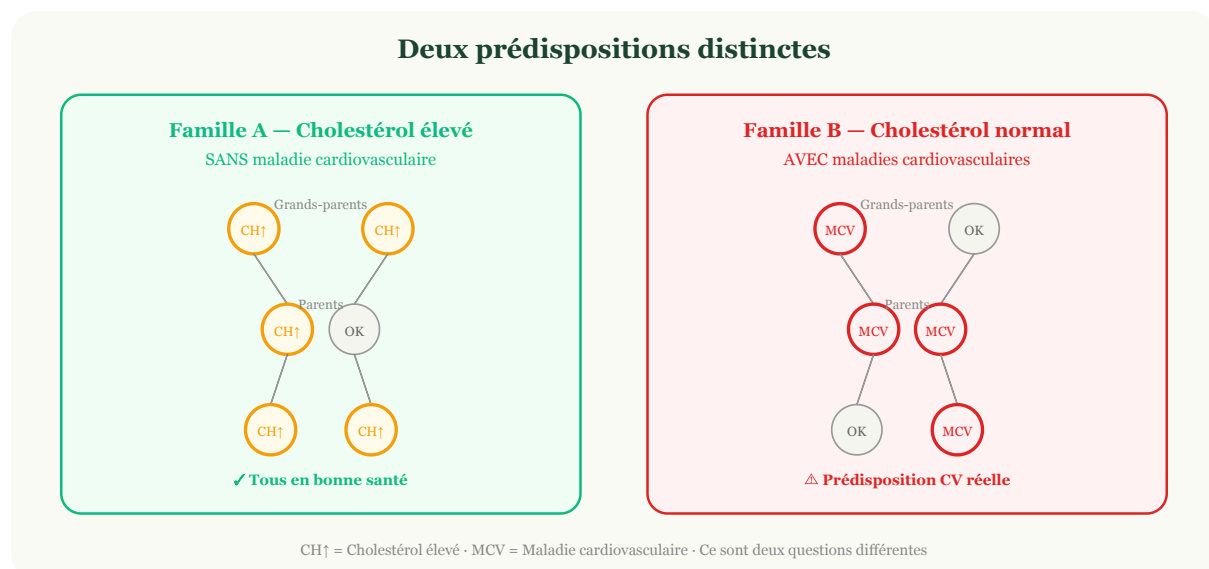 Deux prédispositions distinctes
Famille A — Cholestérol élevé
SANS maladie cardiovasculaire
Grands-parents
CH↑
CH↑
Parents
CH↑
OK
CH↑
CH↑
✓ Tous en bonne santé
Famille B — Cholestérol normal
AVEC maladies cardiovasculaires
Grands-parents
MCV
OK
Parents
MCV
MCV
OK
MCV
⚠ Prédisposition CV réelle
CH↑ = Cholestérol élevé · MCV = Maladie cardiovasculaire · Ce sont deux questions différentes